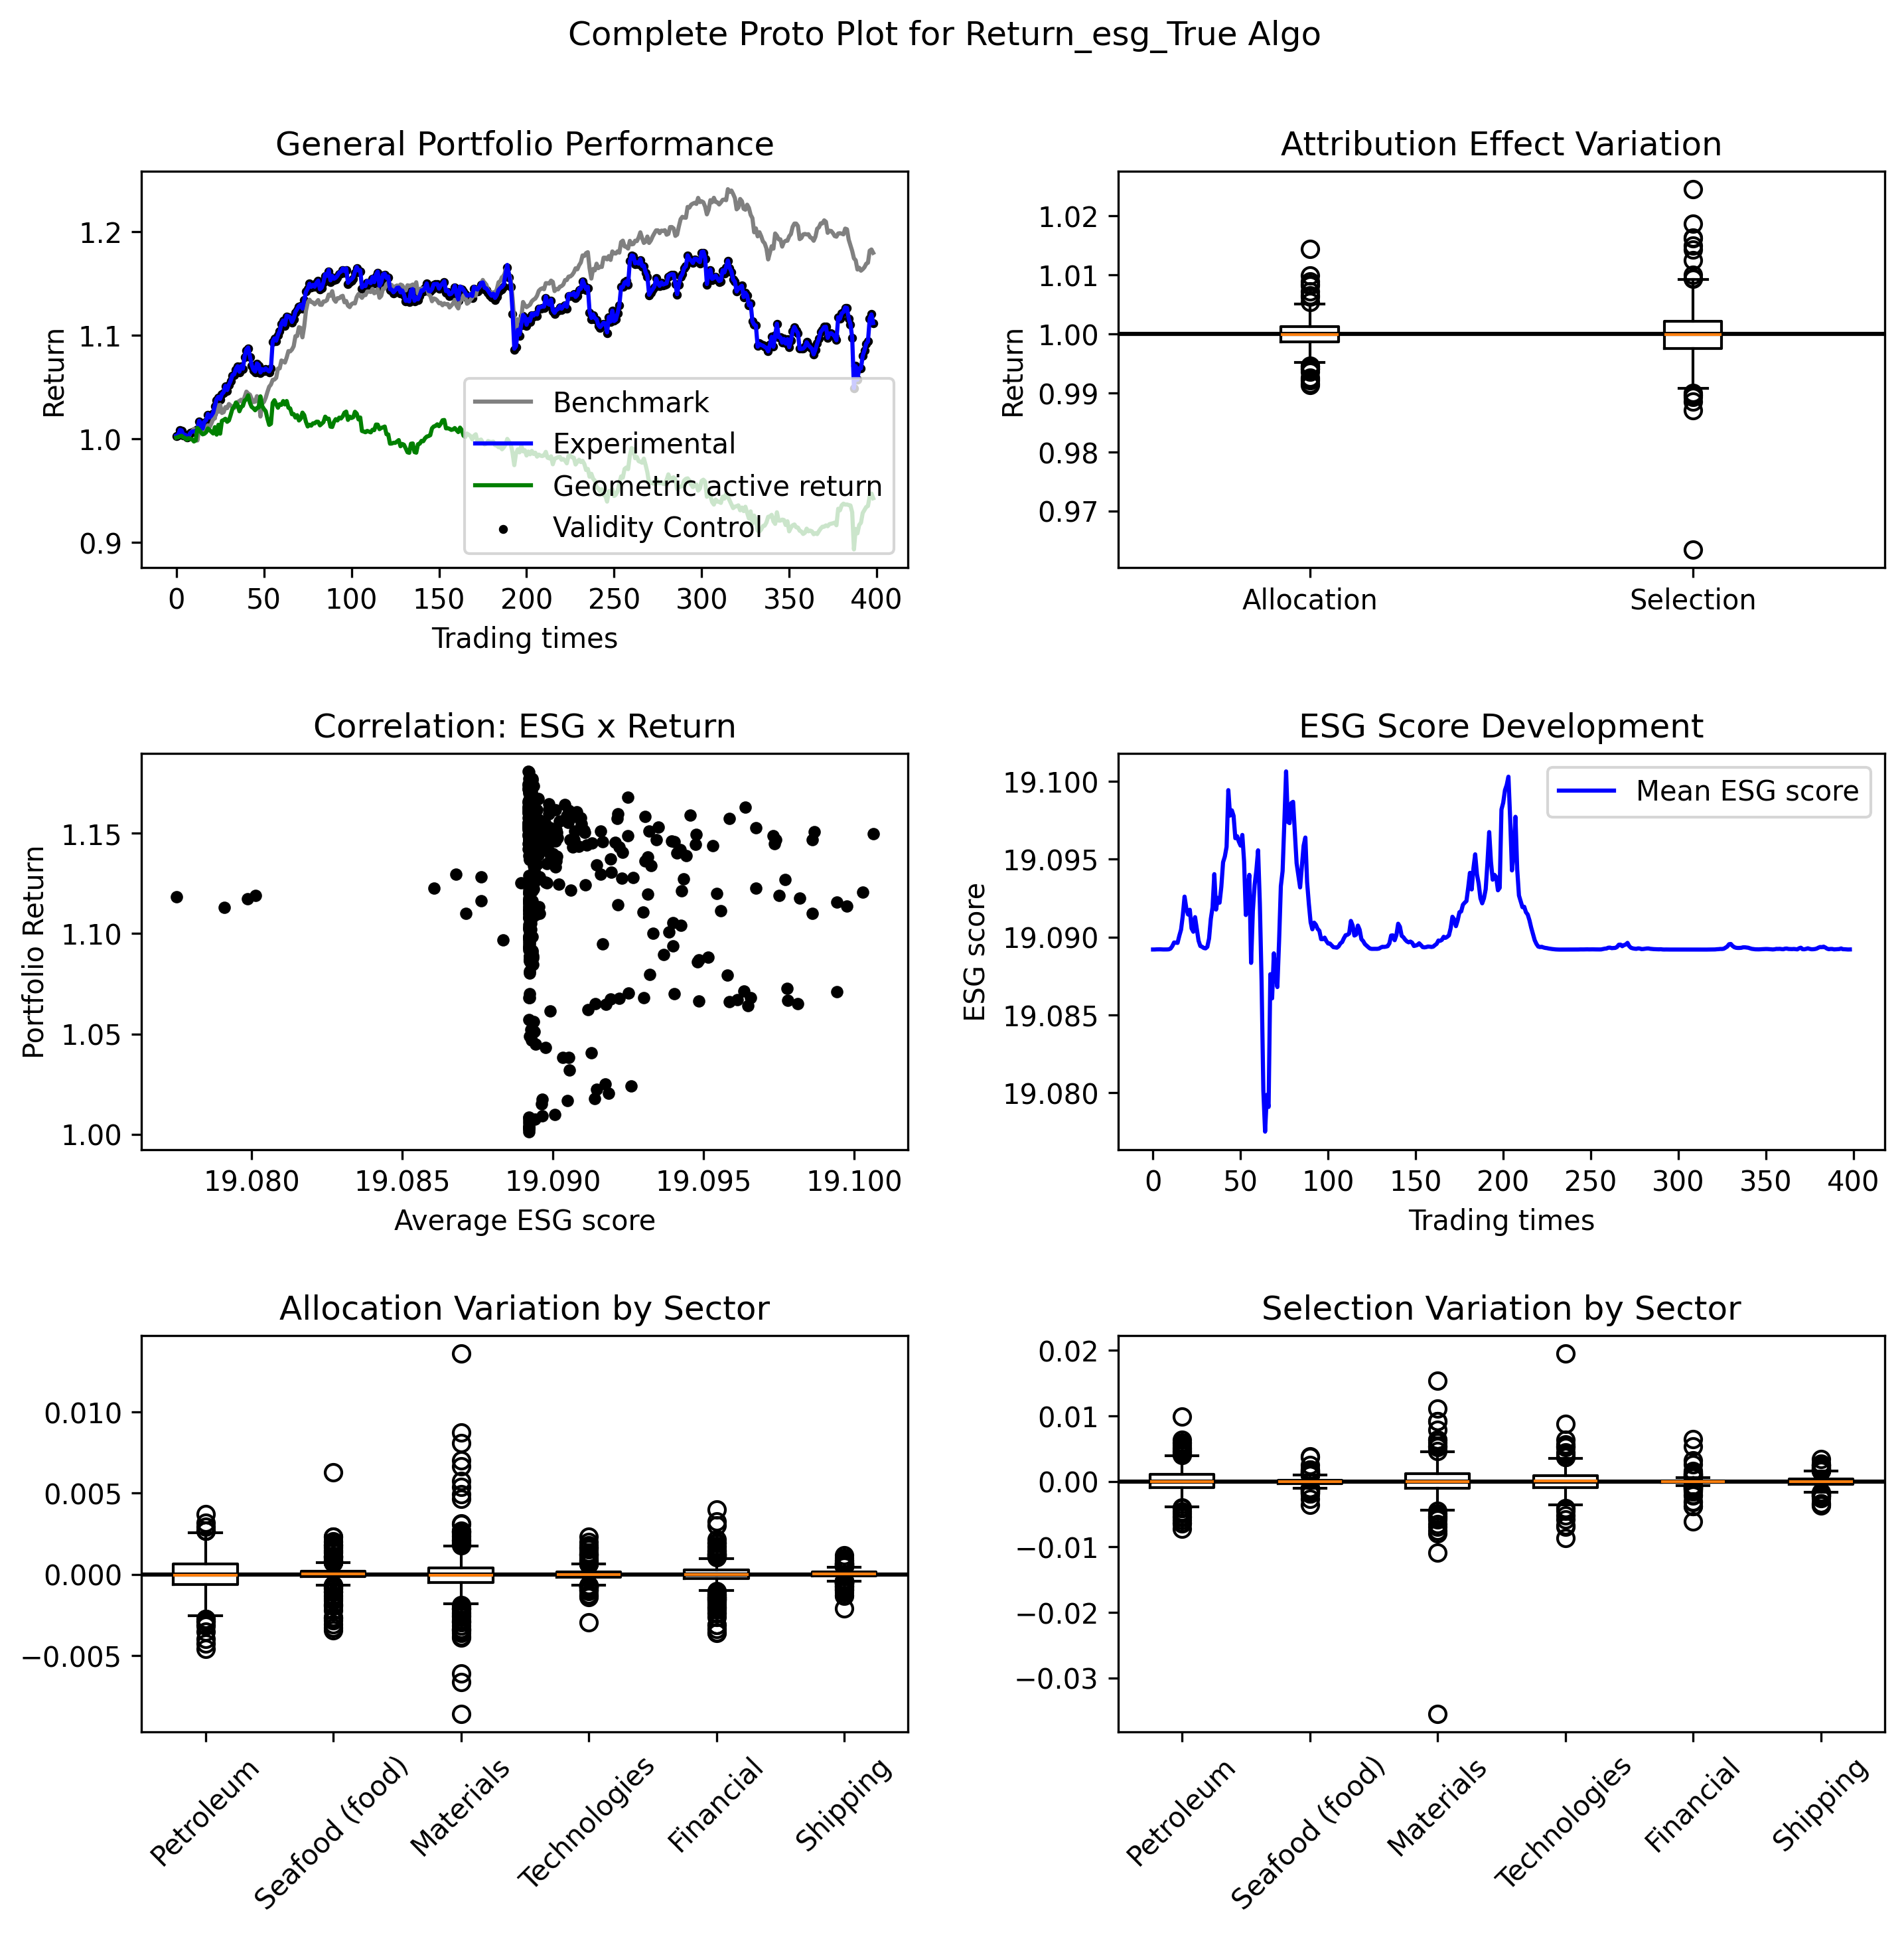 Complete Proto Plot for Return_esg_True Algo
General Portfolio Performance
Return
1.2
1.1
1.0
0.9
Benchmark
Experimental
Geometric active return
Validity Control
0 50 100 150 200 250 300 350 400
Trading times
Attribution Effect Variation
Return
1.02
1.01
1.00
0.99
0.98
0.97
Allocation Selection
Correlation: ESG x Return
Portfolio Return
1.15
1.10
1.05
1.00
19.080 19.085 19.090 19.095 19.100
Average ESG score
ESG Score Development
ESG score
19.100
19.095
19.090
19.085
19.080
Mean ESG score
0 50 100 150 200 250 300 350 400
Trading times
Allocation Variation by Sector
0.010
0.005
0.000
−0.005
Petroleum
Seafood (food)
Materials
Technologies
Financial
Shipping
Selection Variation by Sector
0.02
0.01
0.00
−0.01
−0.02
−0.03
Petroleum
Seafood (food)
Materials
Technologies
Financial
Shipping